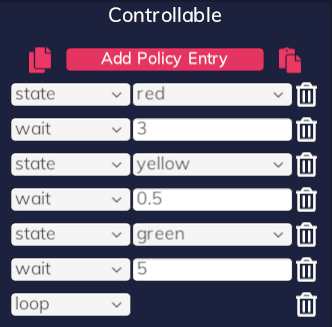 Controllable
Add Policy Entry
state red
wait 3
state yellow
wait 0.5
state green
wait 5
loop